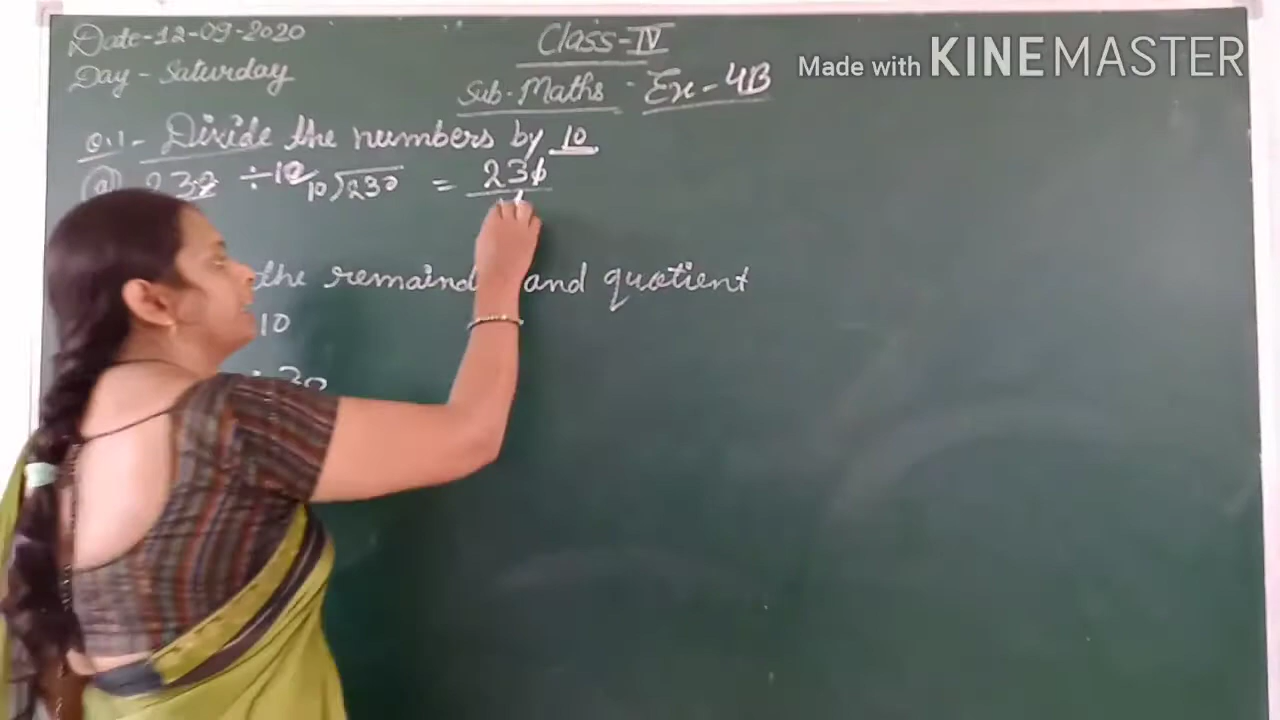 Date-12-09-2020
Class-IV
Made with KINEMASTER
Day - Saturday
Sub-Maths - Ex-4B
Q.1- Divide the numbers by 10
(a) 230 ÷10 10)230 = 230
the remaind and quotient
10
÷ 30